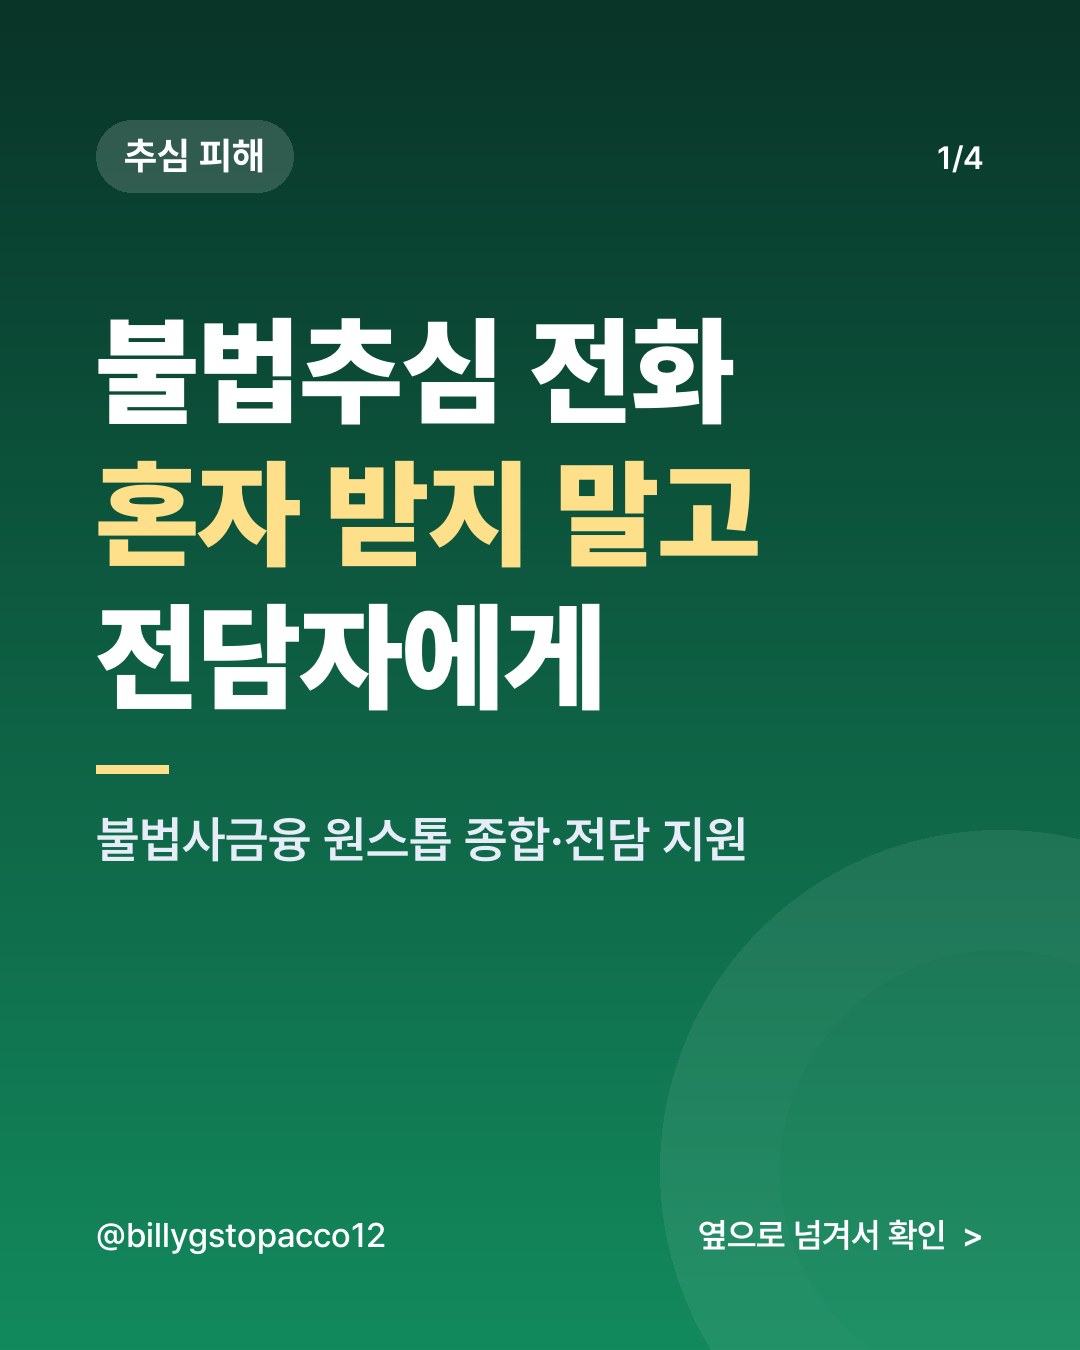 추심 피해
1/4
불법추심 전화
혼자 받지 말고
전담자에게
불법사금융 원스톱 종합·전담 지원
@billygstopacco12
옆으로 넘겨서 확인 >